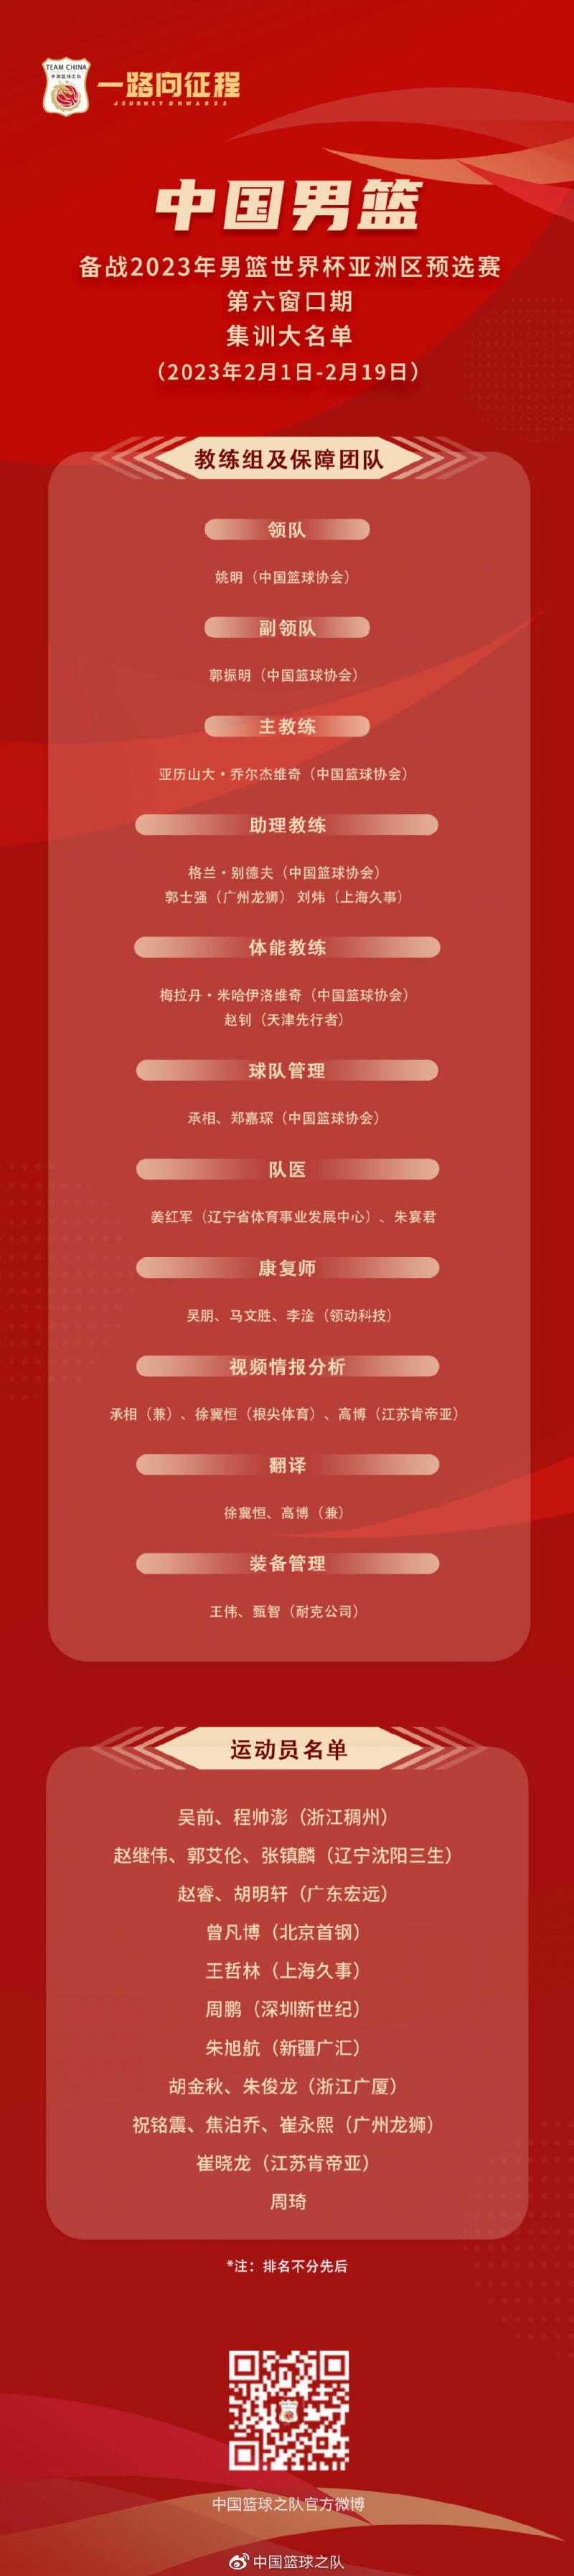 TEAM CHINA
中国篮球之队
一路向征程
JOURNEY ONWARDS
中国男篮
备战2023年男篮世界杯亚洲区预选赛
第六窗口期
集训大名单
（2023年2月1日-2月19日）
教练组及保障团队
领队
姚明（中国篮球协会）
副领队
郭振明（中国篮球协会）
主教练
亚历山大・乔尔杰维奇（中国篮球协会）
助理教练
格兰・别德夫（中国篮球协会）
郭士强（广州龙狮） 刘炜（上海久事）
体能教练
梅拉丹・米哈伊洛维奇（中国篮球协会）
赵钊（天津先行者）
球队管理
承相、郑嘉琛（中国篮球协会）
队医
姜红军（辽宁省体育事业发展中心）、朱宴君
康复师
吴朋、马文胜、李淦（领动科技）
视频情报分析
承相（兼）、徐冀恒（根尖体育）、高博（江苏肯帝亚）
翻译
徐冀恒、高博（兼）
装备管理
王伟、甄智（耐克公司）
运动员名单
吴前、程帅澎（浙江稠州）
赵继伟、郭艾伦、张镇麟（辽宁沈阳三生）
赵睿、胡明轩（广东宏远）
曾凡博（北京首钢）
王哲林（上海久事）
周鹏（深圳新世纪）
朱旭航（新疆广汇）
胡金秋、朱俊龙（浙江广厦）
祝铭震、焦泊乔、崔永熙（广州龙狮）
崔晓龙（江苏肯帝亚）
周琦
*注：排名不分先后
中国篮球之队官方微博
中国篮球之队